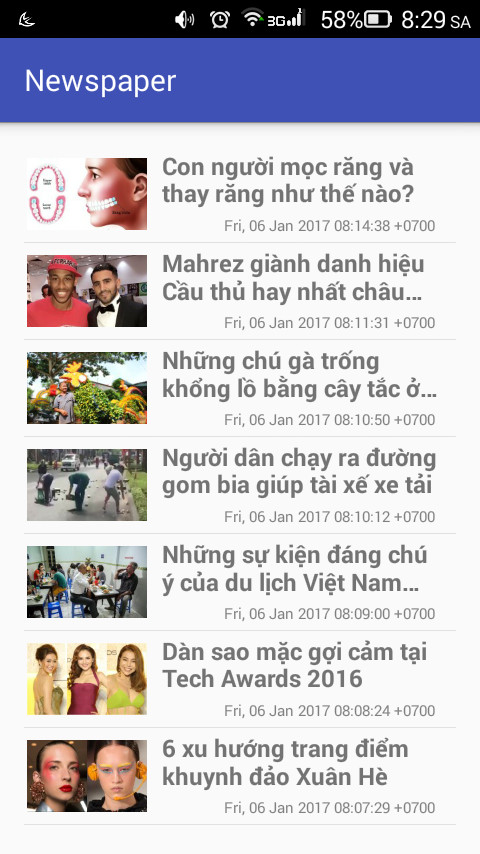 3G 58% 8:29 SA
Newspaper
Con người mọc răng và
thay răng như thế nào?
Fri, 06 Jan 2017 08:14:38 +0700
Mahrez giành danh hiệu
Cầu thủ hay nhất châu...
Fri, 06 Jan 2017 08:11:31 +0700
Những chú gà trống
khổng lồ bằng cây tắc ở...
Fri, 06 Jan 2017 08:10:50 +0700
Người dân chạy ra đường
gom bia giúp tài xế xe tải
Fri, 06 Jan 2017 08:10:12 +0700
Những sự kiện đáng chú
ý của du lịch Việt Nam...
Fri, 06 Jan 2017 08:09:00 +0700
Dàn sao mặc gợi cảm tại
Tech Awards 2016
Fri, 06 Jan 2017 08:08:24 +0700
6 xu hướng trang điểm
khuynh đảo Xuân Hè
Fri, 06 Jan 2017 08:07:29 +0700